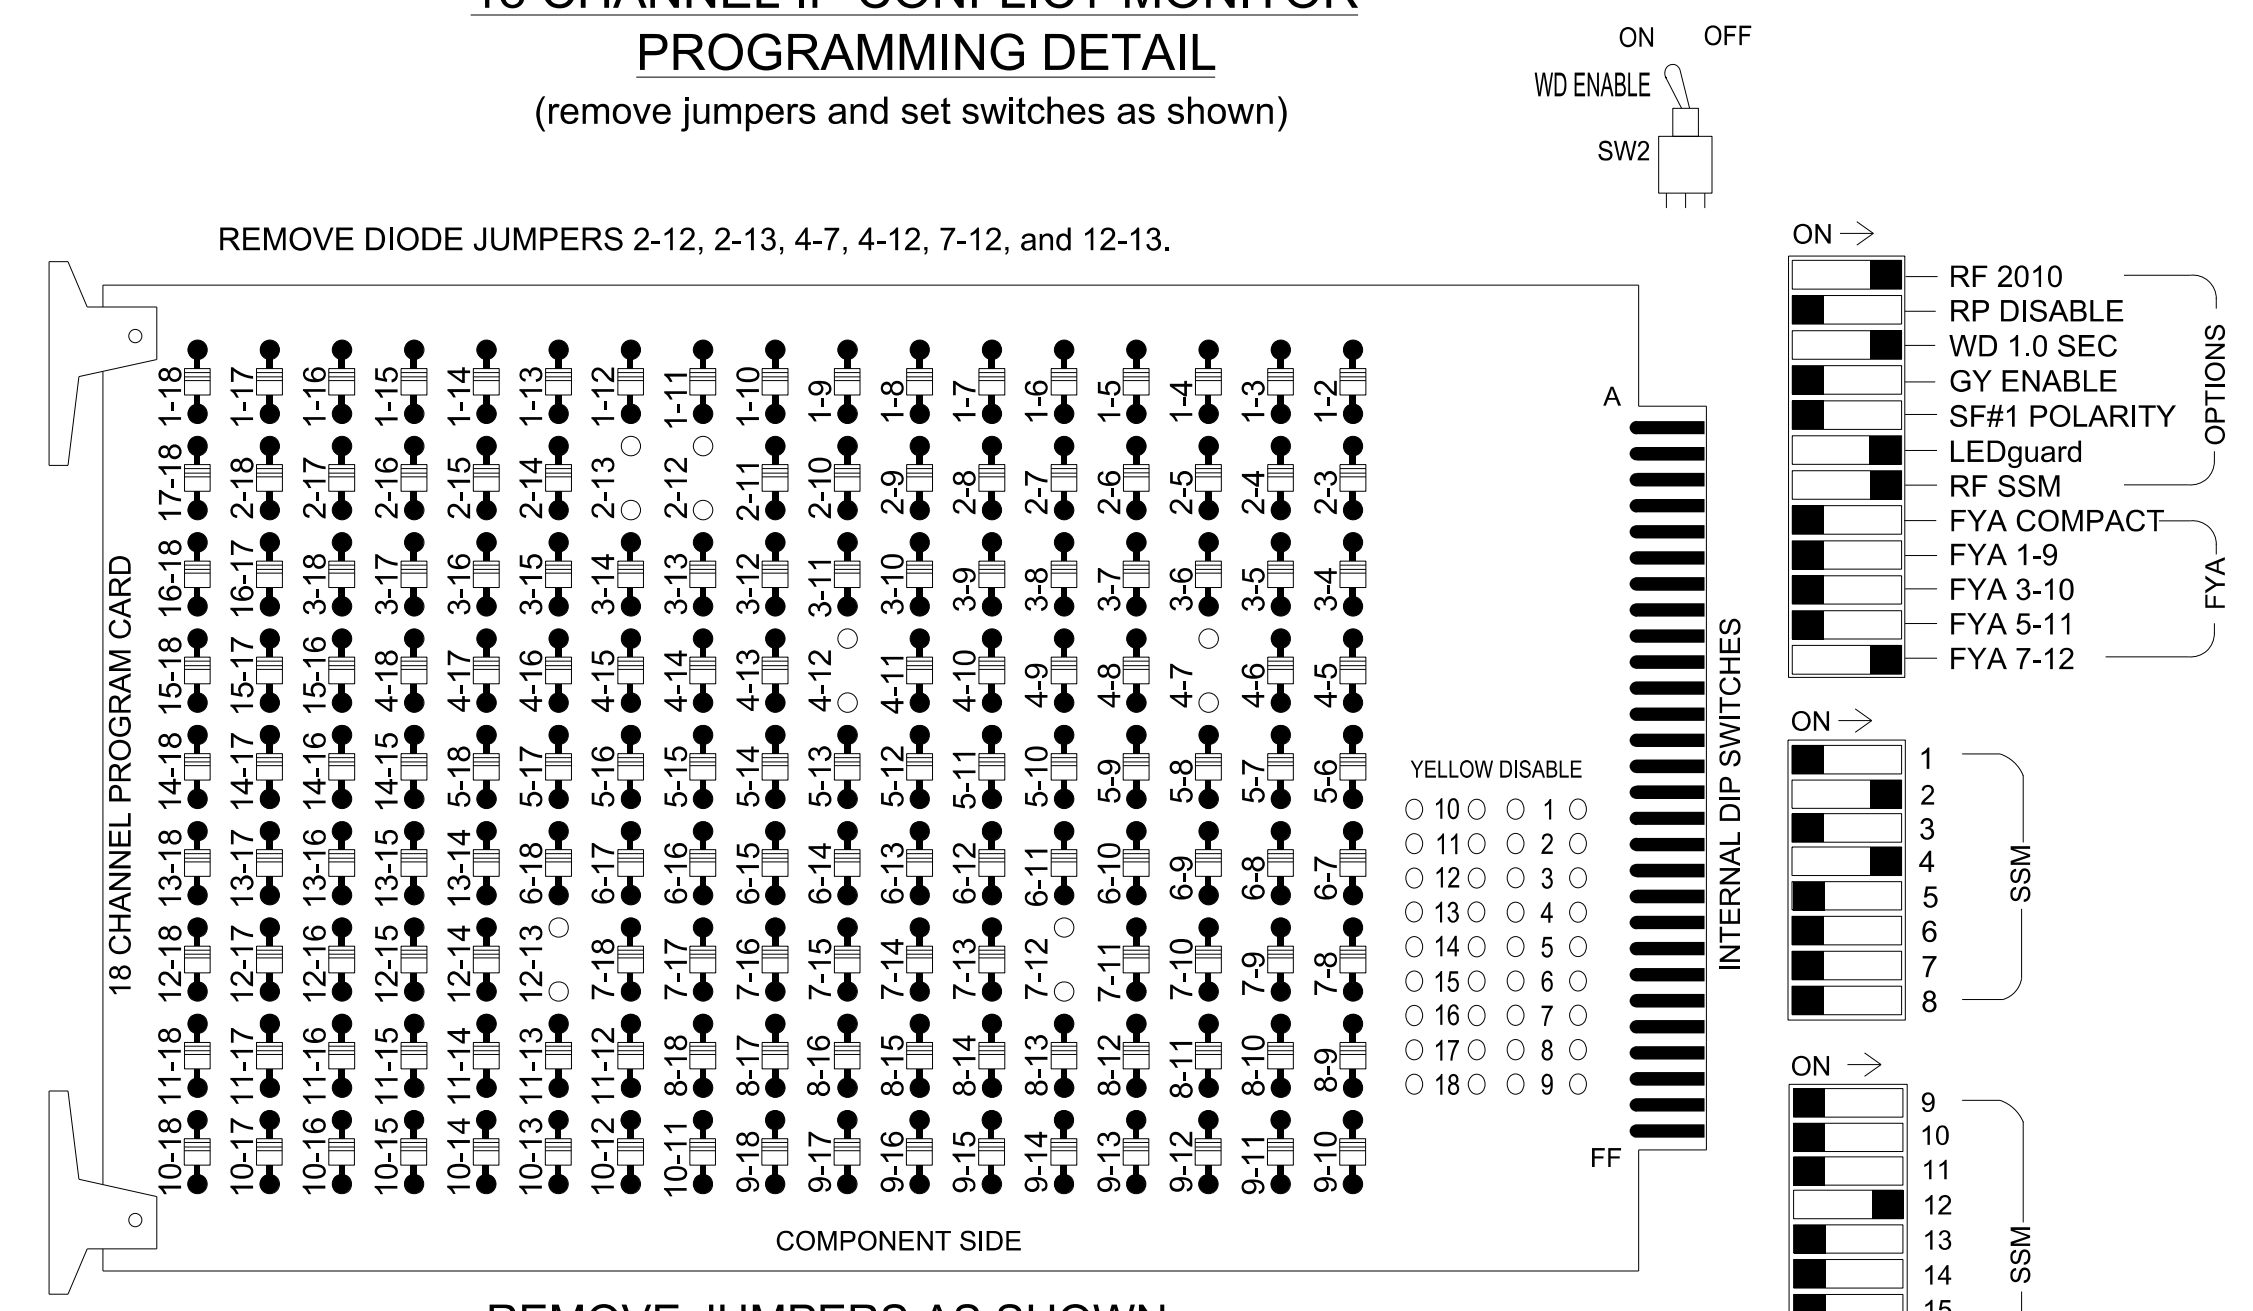 18 CHANNEL IP CONFLICT MONITOR
PROGRAMMING DETAIL
(remove jumpers and set switches as shown)
ON OFF
WD ENABLE
SW2
REMOVE DIODE JUMPERS 2-12, 2-13, 4-7, 4-12, 7-12, and 12-13.
18 CHANNEL PROGRAM CARD
1-18 1-17 1-16 1-15 1-14 1-13 1-12 1-11 1-10 1-9 1-8 1-7 1-6 1-5 1-4 1-3 1-2
17-18 2-18 2-17 2-16 2-15 2-14 2-13 2-12 2-11 2-10 2-9 2-8 2-7 2-6 2-5 2-4 2-3
16-18 16-17 3-18 3-17 3-16 3-15 3-14 3-13 3-12 3-11 3-10 3-9 3-8 3-7 3-6 3-5 3-4
15-18 15-17 15-16 4-18 4-17 4-16 4-15 4-14 4-13 4-12 4-11 4-10 4-9 4-8 4-7 4-6 4-5
14-18 14-17 14-16 14-15 5-18 5-17 5-16 5-15 5-14 5-13 5-12 5-11 5-10 5-9 5-8 5-7 5-6
13-18 13-17 13-16 13-15 13-14 6-18 6-17 6-16 6-15 6-14 6-13 6-12 6-11 6-10 6-9 6-8 6-7
12-18 12-17 12-16 12-15 12-14 12-13 7-18 7-17 7-16 7-15 7-14 7-13 7-12 7-11 7-10 7-9 7-8
11-18 11-17 11-16 11-15 11-14 11-13 11-12 8-18 8-17 8-16 8-15 8-14 8-13 8-12 8-11 8-10 8-9
10-18 10-17 10-16 10-15 10-14 10-13 10-12 10-11 9-18 9-17 9-16 9-15 9-14 9-13 9-12 9-11 9-10
YELLOW DISABLE
10 1
11 2
12 3
13 4
14 5
15 6
16 7
17 8
18 9
A
FF
COMPONENT SIDE
REMOVE JUMPERS AS SHOWN
INTERNAL DIP SWITCHES
ON
RF 2010
RP DISABLE
WD 1.0 SEC
GY ENABLE
SF#1 POLARITY
LEDguard
RF SSM
OPTIONS
FYA COMPACT
FYA 1-9
FYA 3-10
FYA 5-11
FYA 7-12
FYA
ON
1
2
3
4
5
6
7
8
SSM
ON
9
10
11
12
13
14
15
SSM